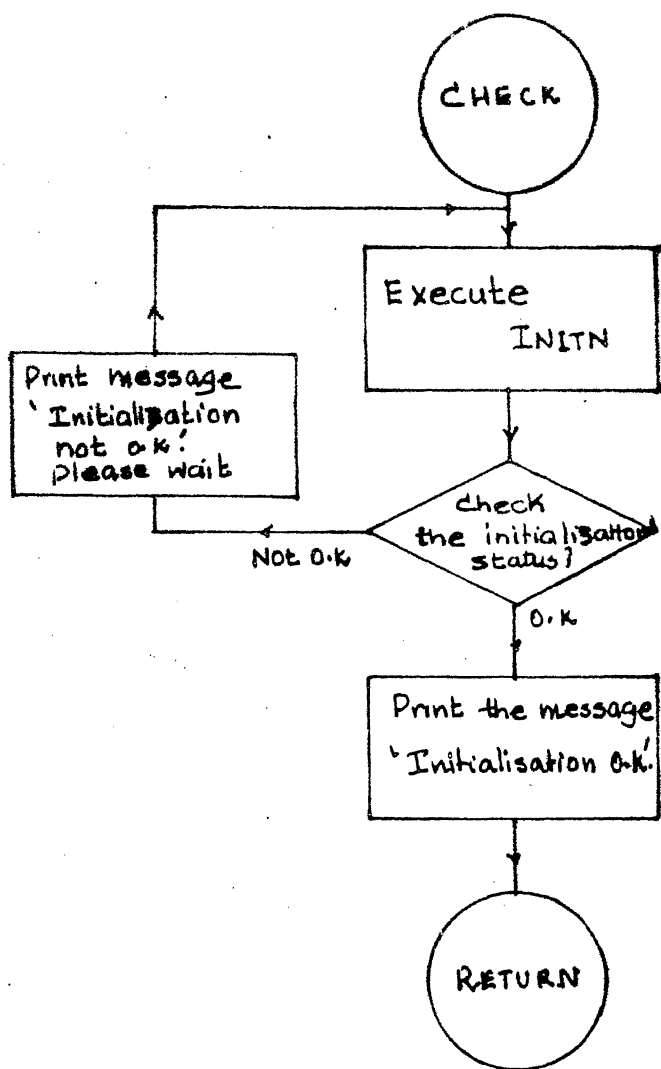 CHECK
Execute
INITN
Print message
'Initialisation
not o.k.'
Please wait
Check
the initialisation
status?
Not O.K
O.K
Print the message
'Initialisation O.K.'
RETURN